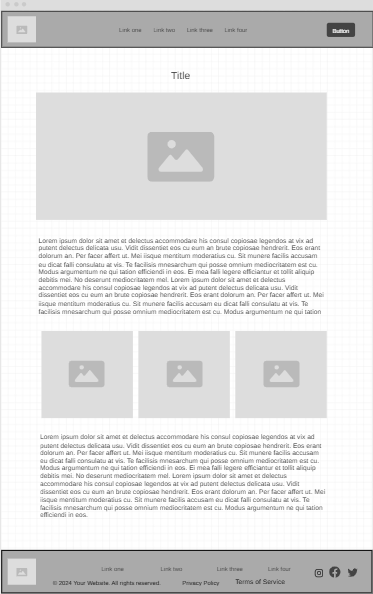 Link one Link two Link three Link four Button
Title
Lorem ipsum dolor sit amet et delectus accommodare his consul copiosae legendos at vix ad
putent delectus delicata usu. Vidit dissentiet eos cu eum an brute copiosae hendrerit. Eos erant
dolorum an. Per facer affert ut. Mei iisque mentitum moderatius cu. Sit munere facilis accusam
eu dicat falli consulatu at vis. Te facilisis mnesarchum qui posse omnium mediocritatem est cu.
Modus argumentum ne qui tation efficiendi in eos. Ei mea falli legere efficiantur et tollit aliquip
debitis mei. No deserunt mediocritatem mel. Lorem ipsum dolor sit amet et delectus
accommodare his consul copiosae legendos at vix ad putent delectus delicata usu. Vidit
dissentiet eos cu eum an brute copiosae hendrerit. Eos erant dolorum an. Per facer affert ut. Mei
iisque mentitum moderatius cu. Sit munere facilis accusam eu dicat falli consulatu at vis. Te
facilisis mnesarchum qui posse omnium mediocritatem est cu. Modus argumentum ne qui tation
Lorem ipsum dolor sit amet et delectus accommodare his consul copiosae legendos at vix ad
putent delectus delicata usu. Vidit dissentiet eos cu eum an brute copiosae hendrerit. Eos erant
dolorum an. Per facer affert ut. Mei iisque mentitum moderatius cu. Sit munere facilis accusam
eu dicat falli consulatu at vis. Te facilisis mnesarchum qui posse omnium mediocritatem est cu.
Modus argumentum ne qui tation efficiendi in eos. Ei mea falli legere efficiantur et tollit aliquip
debitis mei. No deserunt mediocritatem mel. Lorem ipsum dolor sit amet et delectus
accommodare his consul copiosae legendos at vix ad putent delectus delicata usu. Vidit
dissentiet eos cu eum an brute copiosae hendrerit. Eos erant dolorum an. Per facer affert ut. Mei
iisque mentitum moderatius cu. Sit munere facilis accusam eu dicat falli consulatu at vis. Te
facilisis mnesarchum qui posse omnium mediocritatem est cu. Modus argumentum ne qui tation
efficiendi in eos.
Link one Link two Link three Link four
© 2024 Your Website. All rights reserved. Privacy Policy Terms of Service